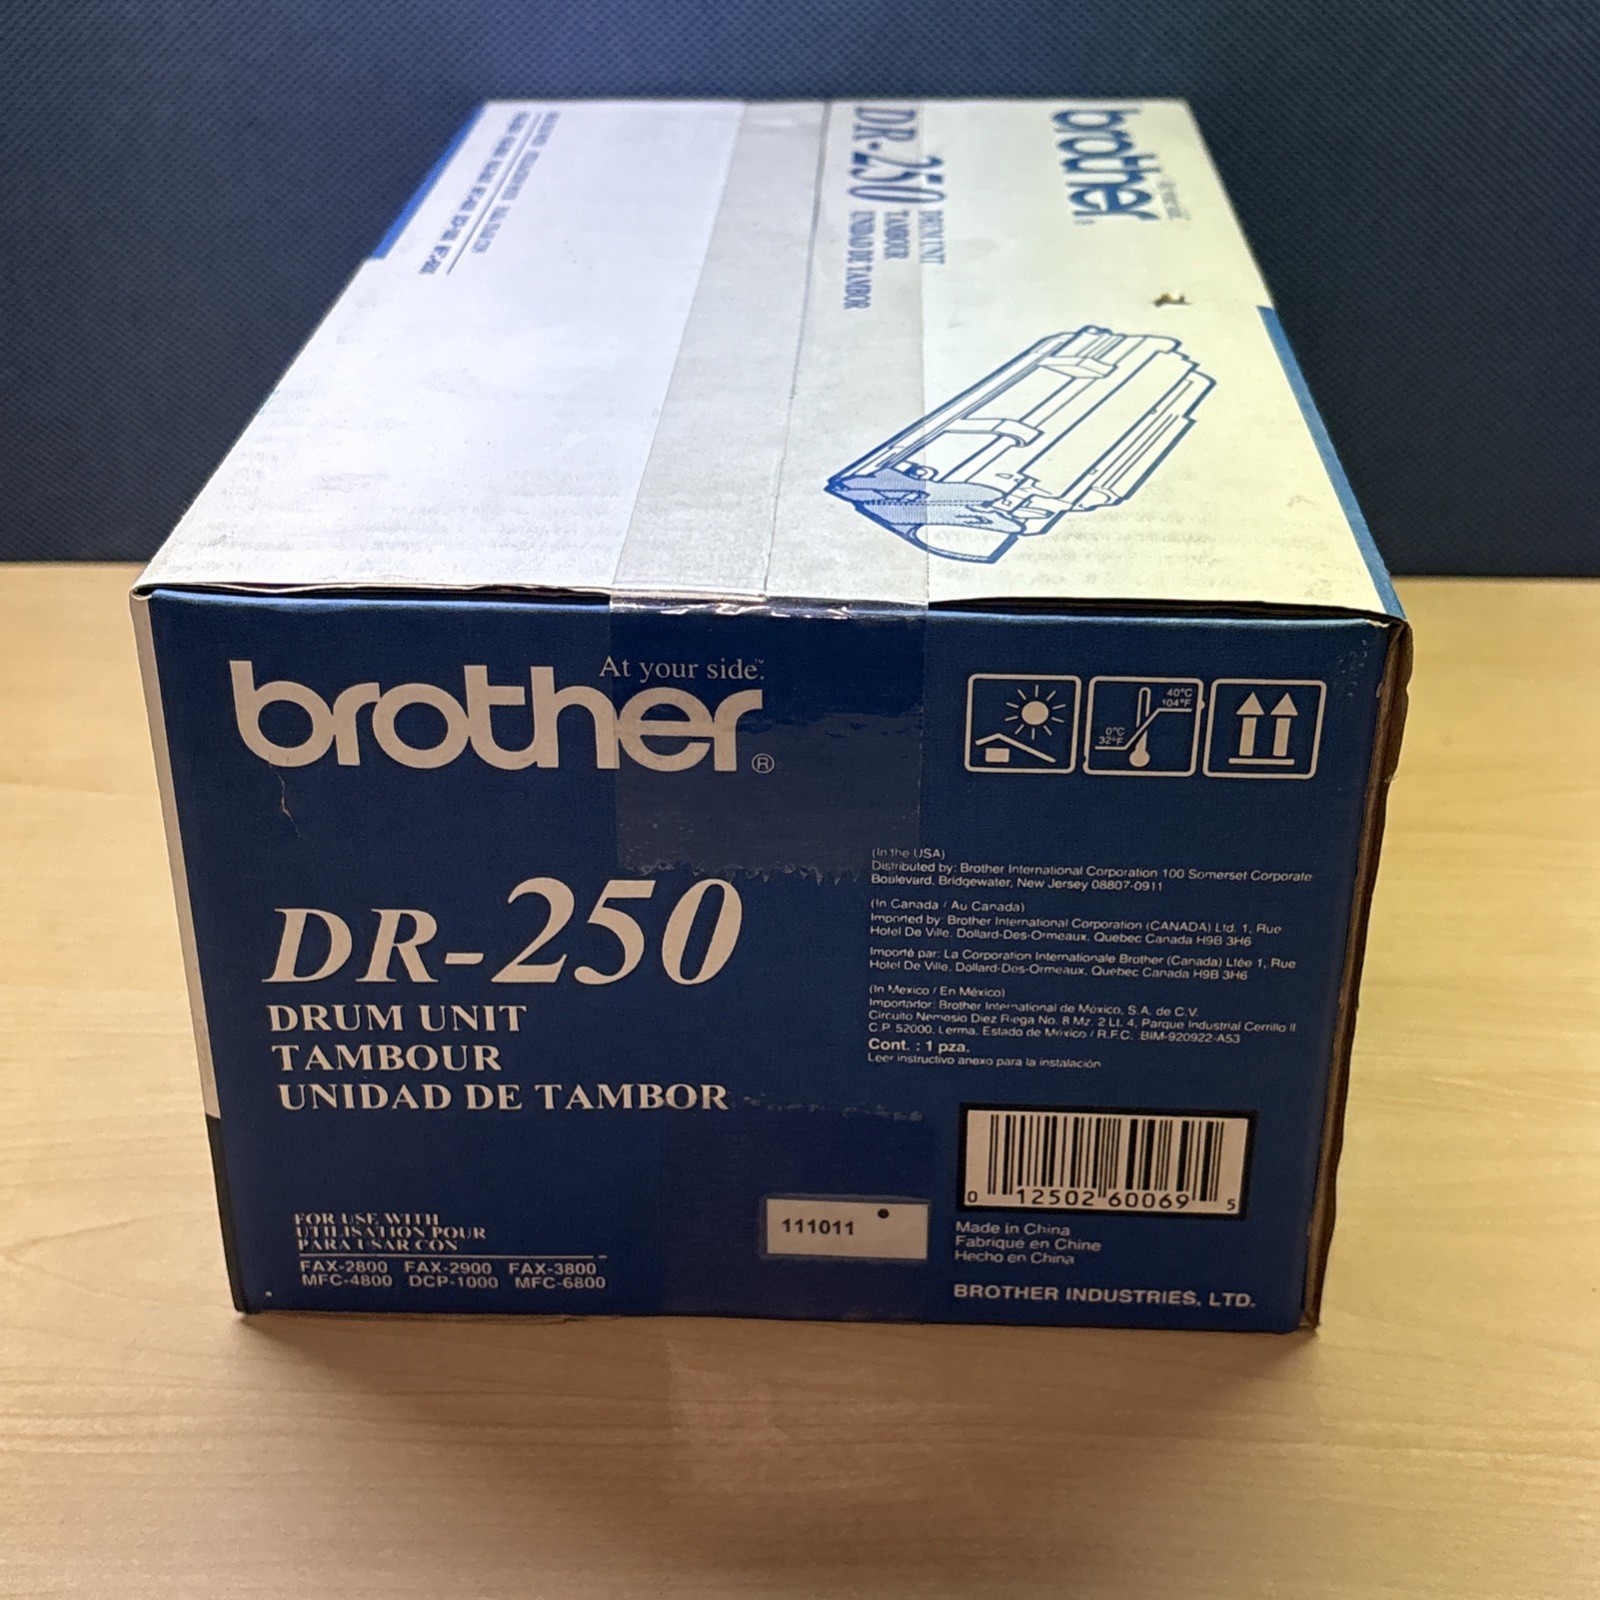 brother
DR-250
DRUM UNIT
TAMBOUR
UNIDAD DE TAMBOR
At your side.™
brother®
40°C
104°F
0°C
32°F
DR-250
DRUM UNIT
TAMBOUR
UNIDAD DE TAMBOR
FOR USE WITH
UTILISATION POUR
PARA USAR CON
FAX-2800 FAX-2900 FAX-3800
MFC-4800 DCP-1000 MFC-6800
(In the USA)
Distributed by: Brother International Corporation 100 Somerset Corporate
Boulevard, Bridgewater, New Jersey 08807-0911
(In Canada / Au Canada)
Imported by: Brother International Corporation (CANADA) Ltd. 1, Rue
Hotel De Ville, Dollard-Des-Ormeaux, Quebec Canada H9B 3H6
Importé par: La Corporation Internationale Brother (Canada) Ltée 1, Rue
Hotel De Ville, Dollard-Des-Ormeaux, Quebec Canada H9B 3H6
(In Mexico / En México)
Importador: Brother International de México, S.A. de C.V.
Circuito Nemesio Diez Riega No. 8 Mz. 2 Lt. 4, Parque Industrial Cerrillo II
C.P. 52000, Lerma, Estado de México / R.F.C. :BIM-920922-A53
Cont. : 1 pza.
Leer instructivo anexo para la instalación
0 12502 60069 5
111011
Made in China
Fabriqué en Chine
Hecho en China
BROTHER INDUSTRIES, LTD.